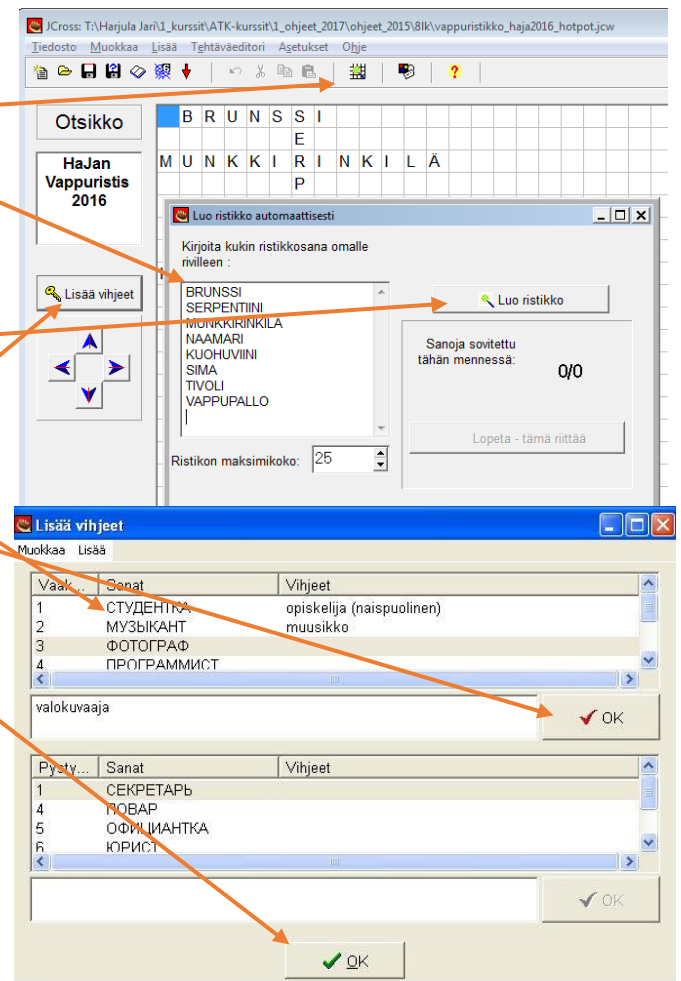 JCross: T:\Harjula Jari\1_kurssit\ATK-kurssit\1_ohjeet_2017\ohjeet_2015\8lk\vappuristikko_haja2016_hotpot.jcw
Tiedosto Muokkaa Lisää Tehtäväeditori Asetukset Ohje
Otsikko
HaJan
Vappuristis
2016
Lisää vihjeet
B R U N S S I
E
M U N K K I R I N K I L Ä
P
Luo ristikko automaattisesti
Kirjoita kukin ristikkosana omalle
rivilleen :
BRUNSSI
SERPENTIINI
MUNKKIRINKILA
NAAMARI
KUOHUVIINI
SIMA
TIVOLI
VAPPUPALLO
Ristikon maksimikoko: 25
Luo ristikko
Sanoja sovitettu
tähän mennessä:
0/0
Lopeta - tämä riittää
Lisää vihjeet
Muokkaa Lisää
Vaak... Sanat Vihjeet
1 СТУДЕНТКА opiskelija (naispuolinen)
2 МУЗЫКАНТ muusikko
3 ФОТОГРАФ
4 ПРОГРАММИСТ
valokuvaaja
OK
Pysty... Sanat Vihjeet
1 СЕКРЕТАРЬ
4 ПОВАР
5 ОФИЦИАНТКА
6 ЮРИСТ
OK
OK